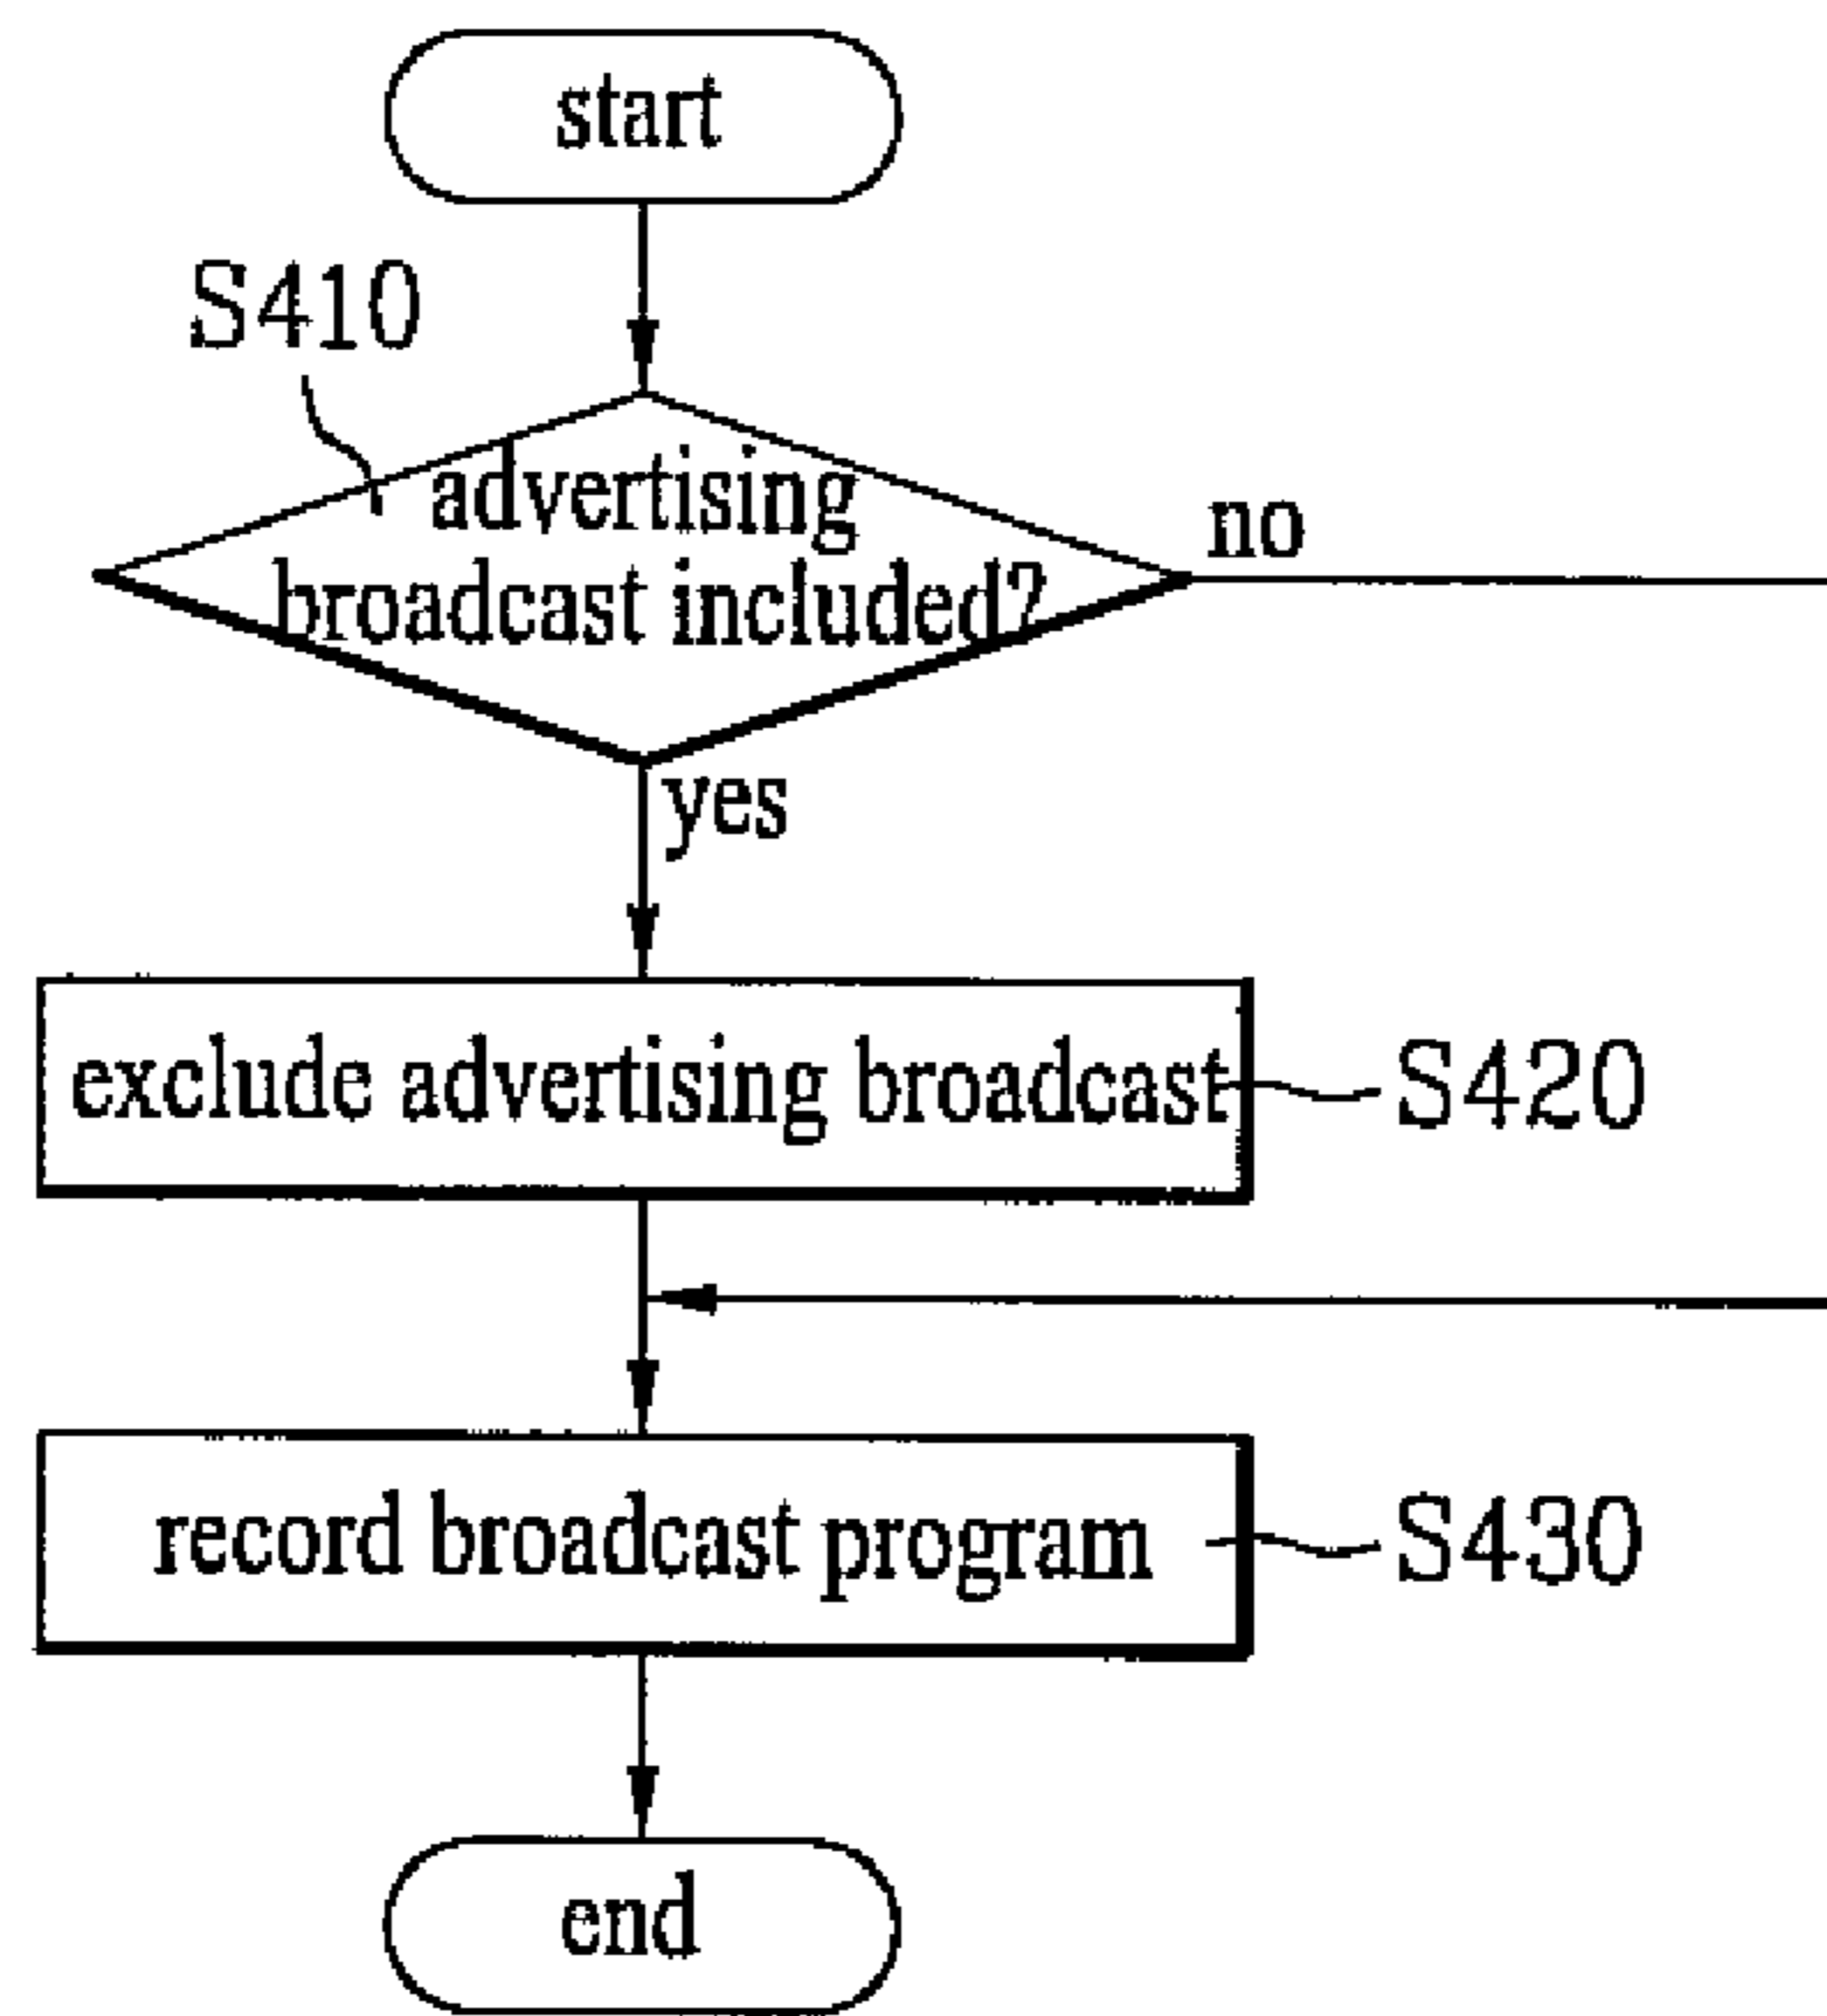 start
S410
advertising
broadcast included?
no
yes
exclude advertising broadcast
S420
record broadcast program
S430
end